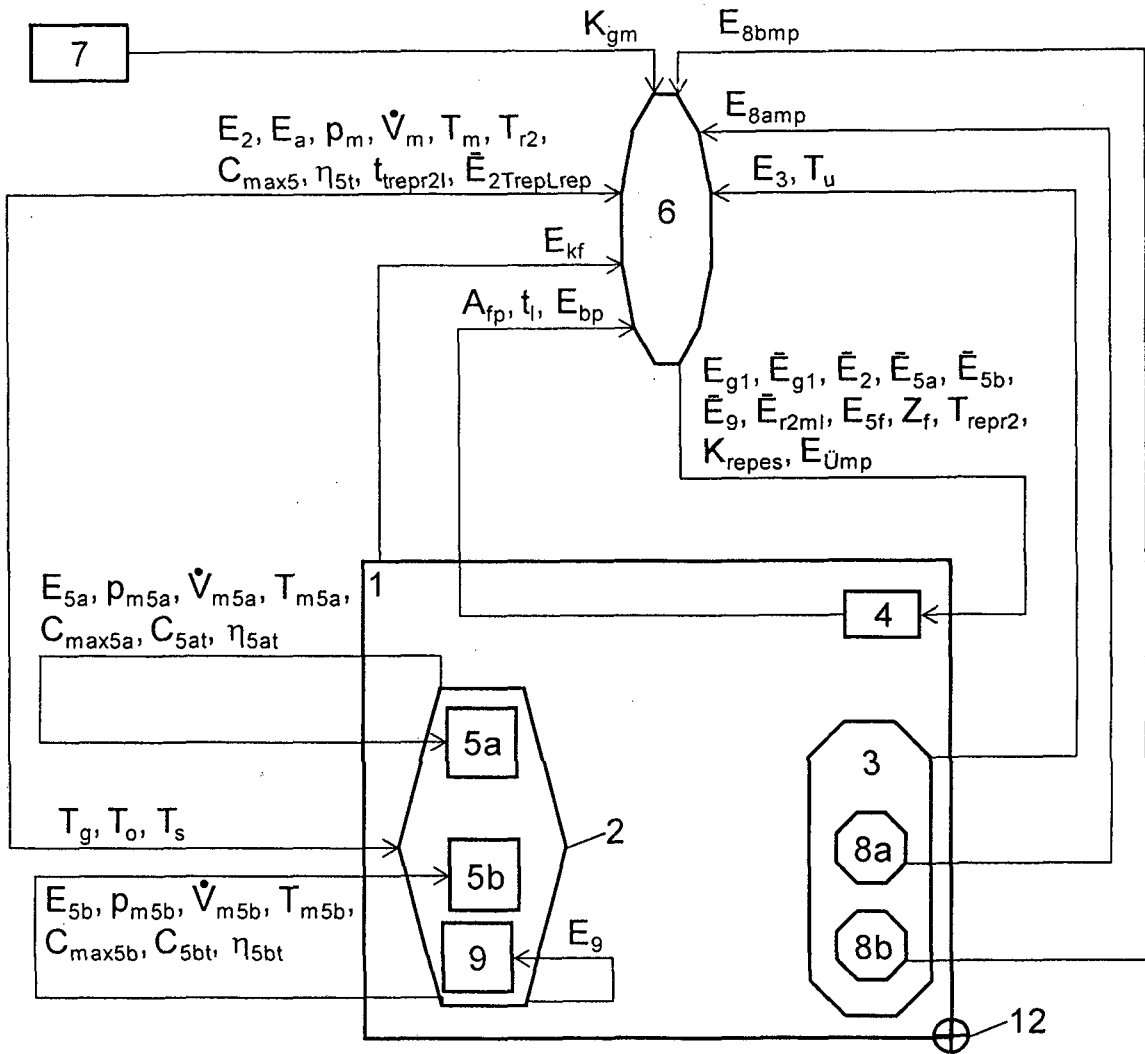 K_gm
E_8bmp
7
E_8amp
E_2, E_a, p_m, V̇_m, T_m, T_r2,
C_max5, η_5t, t_trepr2l, Ē_2TrepLrep
E_3, T_u
6
E_kf
A_fp, t_l, E_bp
E_g1, Ē_g1, Ē_2, Ē_5a, Ē_5b,
Ē_9, Ē_r2ml, E_5f, Z_f, T_repr2,
K_repes, E_Ümp
1
4
E_5a, p_m5a, V̇_m5a, T_m5a,
C_max5a, C_5at, η_5at
5a
3
T_g, T_o, T_s
2
8a
5b
E_5b, p_m5b, V̇_m5b, T_m5b,
C_max5b, C_5bt, η_5bt
E_9
9
8b
12